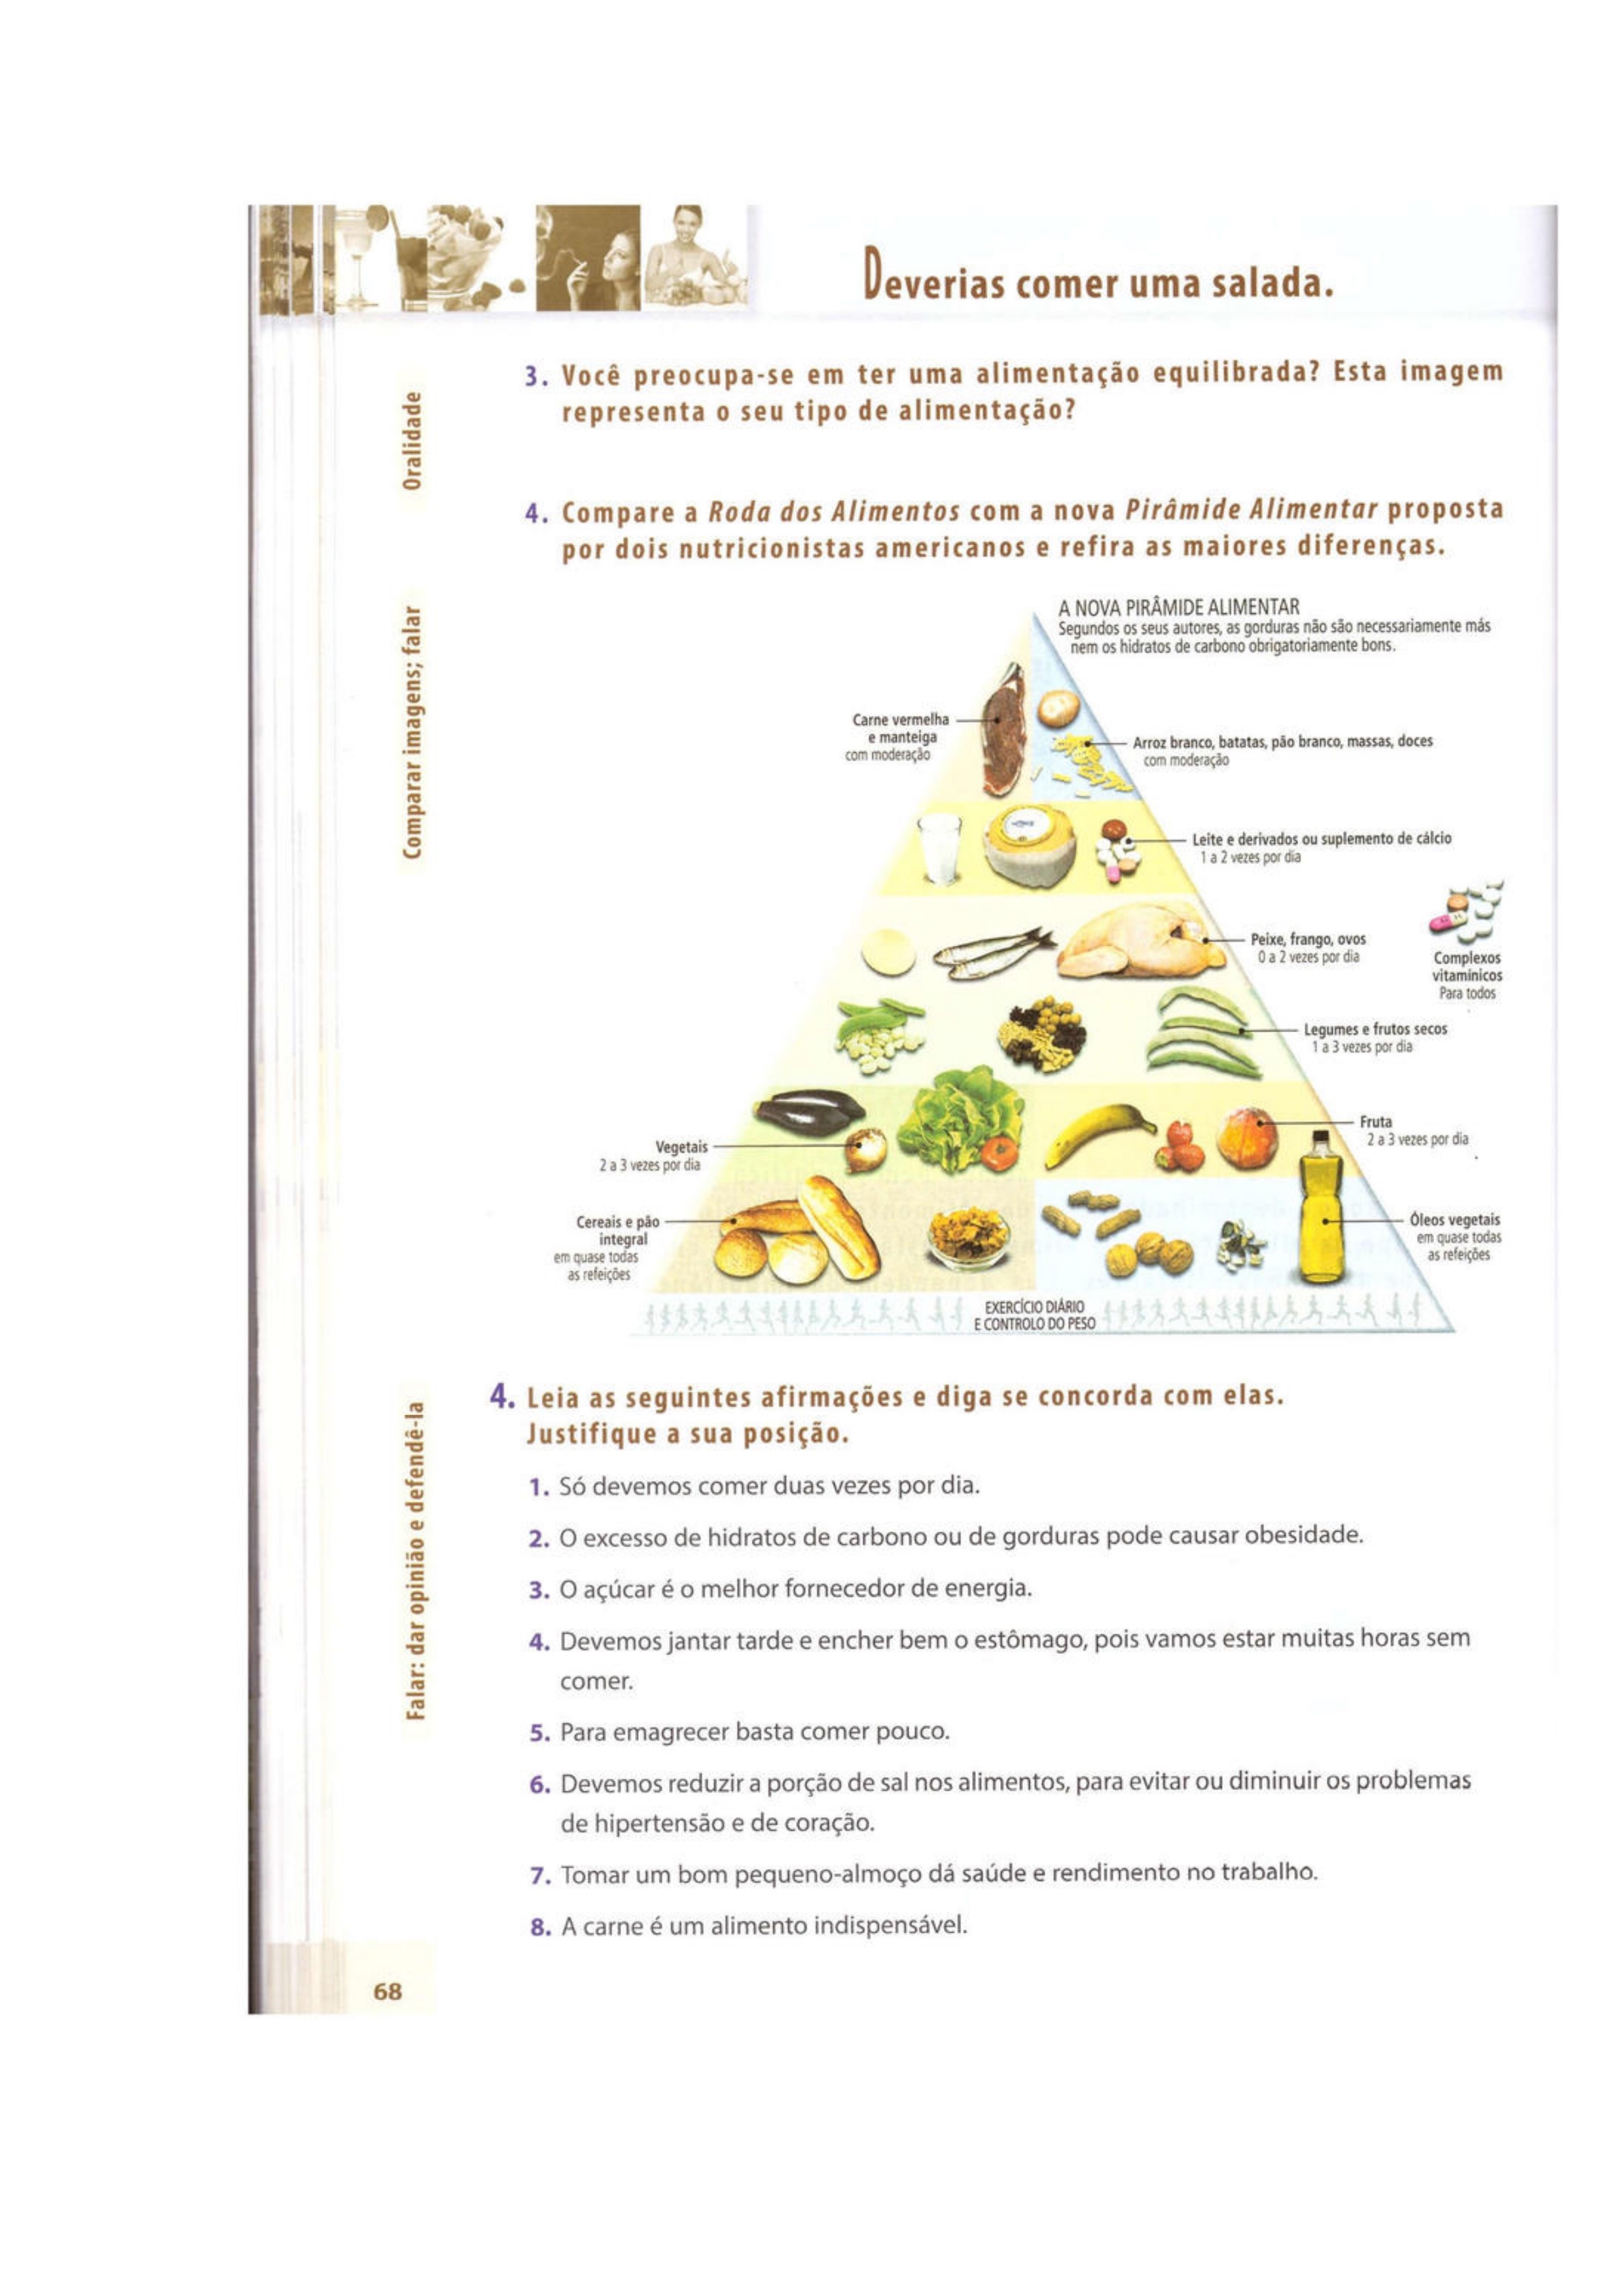 Deverias comer uma salada.
Oralidade
3. Você preocupa-se em ter uma alimentação equilibrada? Esta imagem
representa o seu tipo de alimentação?
Comparar imagens; falar
4. Compare a Roda dos Alimentos com a nova Pirâmide Alimentar proposta
por dois nutricionistas americanos e refira as maiores diferenças.
A NOVA PIRÂMIDE ALIMENTAR
Segundos os seus autores, as gorduras não são necessariamente más
nem os hidratos de carbono obrigatoriamente bons.
Carne vermelha
e manteiga
com moderação
Arroz branco, batatas, pão branco, massas, doces
com moderação
Leite e derivados ou suplemento de cálcio
1 a 2 vezes por dia
Peixe, frango, ovos
0 a 2 vezes por dia
Complexos
vitamínicos
Para todos
Legumes e frutos secos
1 a 3 vezes por dia
Fruta
2 a 3 vezes por dia
Vegetais
2 a 3 vezes por dia
Cereais e pão
integral
em quase todas
as refeições
Óleos vegetais
em quase todas
as refeições
EXERCÍCIO DIÁRIO
E CONTROLO DO PESO
Falar: dar opinião e defendê-la
4. Leia as seguintes afirmações e diga se concorda com elas.
Justifique a sua posição.
1. Só devemos comer duas vezes por dia.
2. O excesso de hidratos de carbono ou de gorduras pode causar obesidade.
3. O açúcar é o melhor fornecedor de energia.
4. Devemos jantar tarde e encher bem o estômago, pois vamos estar muitas horas sem
comer.
5. Para emagrecer basta comer pouco.
6. Devemos reduzir a porção de sal nos alimentos, para evitar ou diminuir os problemas
de hipertensão e de coração.
7. Tomar um bom pequeno-almoço dá saúde e rendimento no trabalho.
8. A carne é um alimento indispensável.
68